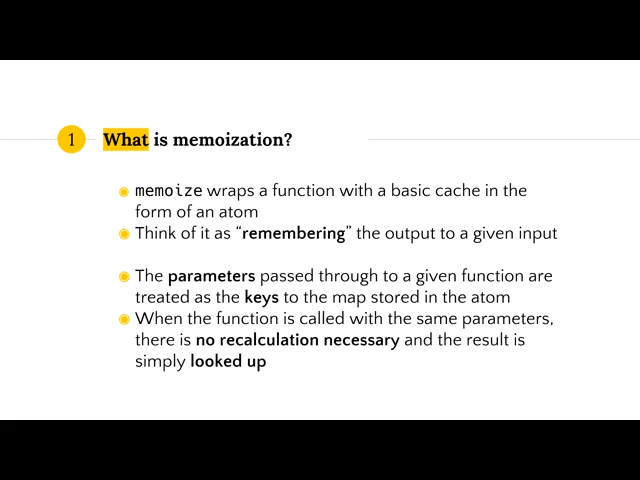 1 What is memoization?
memoize wraps a function with a basic cache in the
form of an atom
Think of it as “remembering” the output to a given input
The parameters passed through to a given function are
treated as the keys to the map stored in the atom
When the function is called with the same parameters,
there is no recalculation necessary and the result is
simply looked up